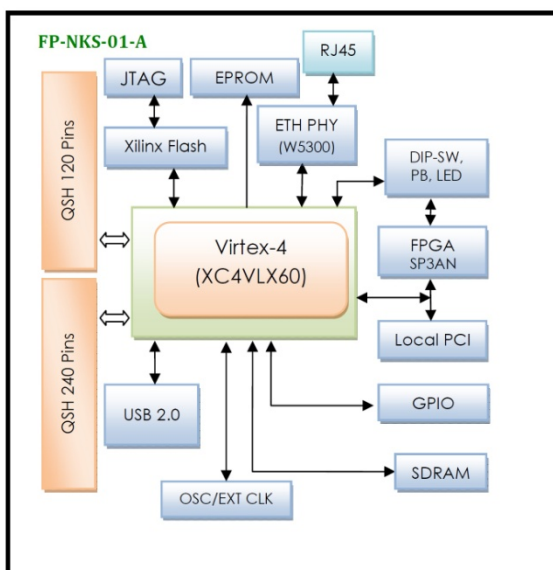 FP-NKS-01-A
RJ45
JTAG
EPROM
QSH 120 Pins
Xilinx Flash
ETH PHY
(W5300)
DIP-SW,
PB, LED
Virtex-4
(XC4VLX60)
FPGA
SP3AN
Local PCI
QSH 240 Pins
USB 2.0
GPIO
SDRAM
OSC/EXT CLK